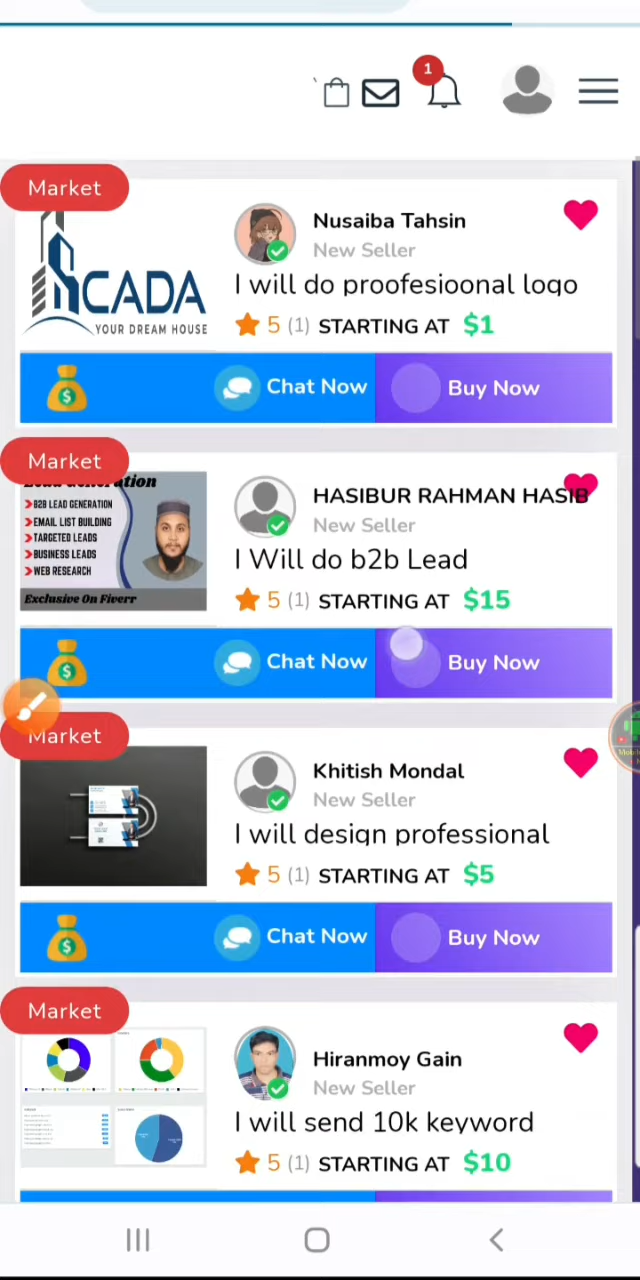 1
Market
Nusaiba Tahsin
New Seller
I will do proofesioonal logo
5 (1) STARTING AT $1
CADA
YOUR DREAM HOUSE
Chat Now
Buy Now
Market
Lead Generation
B2B LEAD GENERATION
EMAIL LIST BUILDING
TARGETED LEADS
BUSINESS LEADS
WEB RESEARCH
Exclusive On Fiverr
HASIBUR RAHMAN HASIB
New Seller
I Will do b2b Lead
5 (1) STARTING AT $15
Chat Now
Buy Now
Market
Khitish Mondal
New Seller
I will design professional
5 (1) STARTING AT $5
Chat Now
Buy Now
Market
Hiranmoy Gain
New Seller
I will send 10k keyword
5 (1) STARTING AT $10